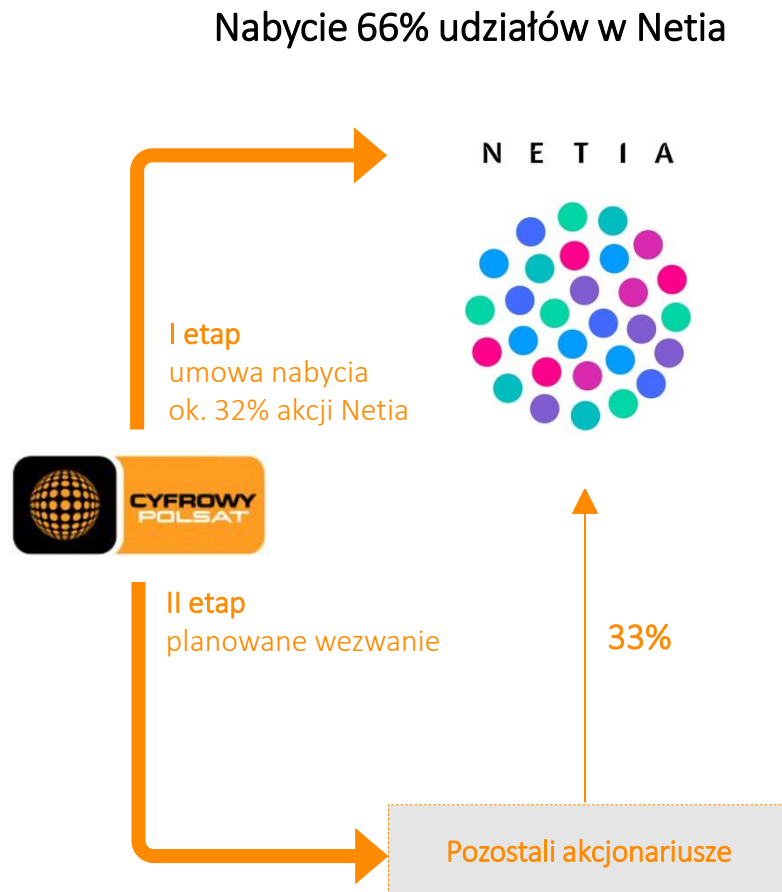 Nabycie 66% udziałów w Netia
N E T I A
I etap
umowa nabycia
ok. 32% akcji Netia
CYFROWY
POLSAT
II etap
planowane wezwanie
33%
Pozostali akcjonariusze